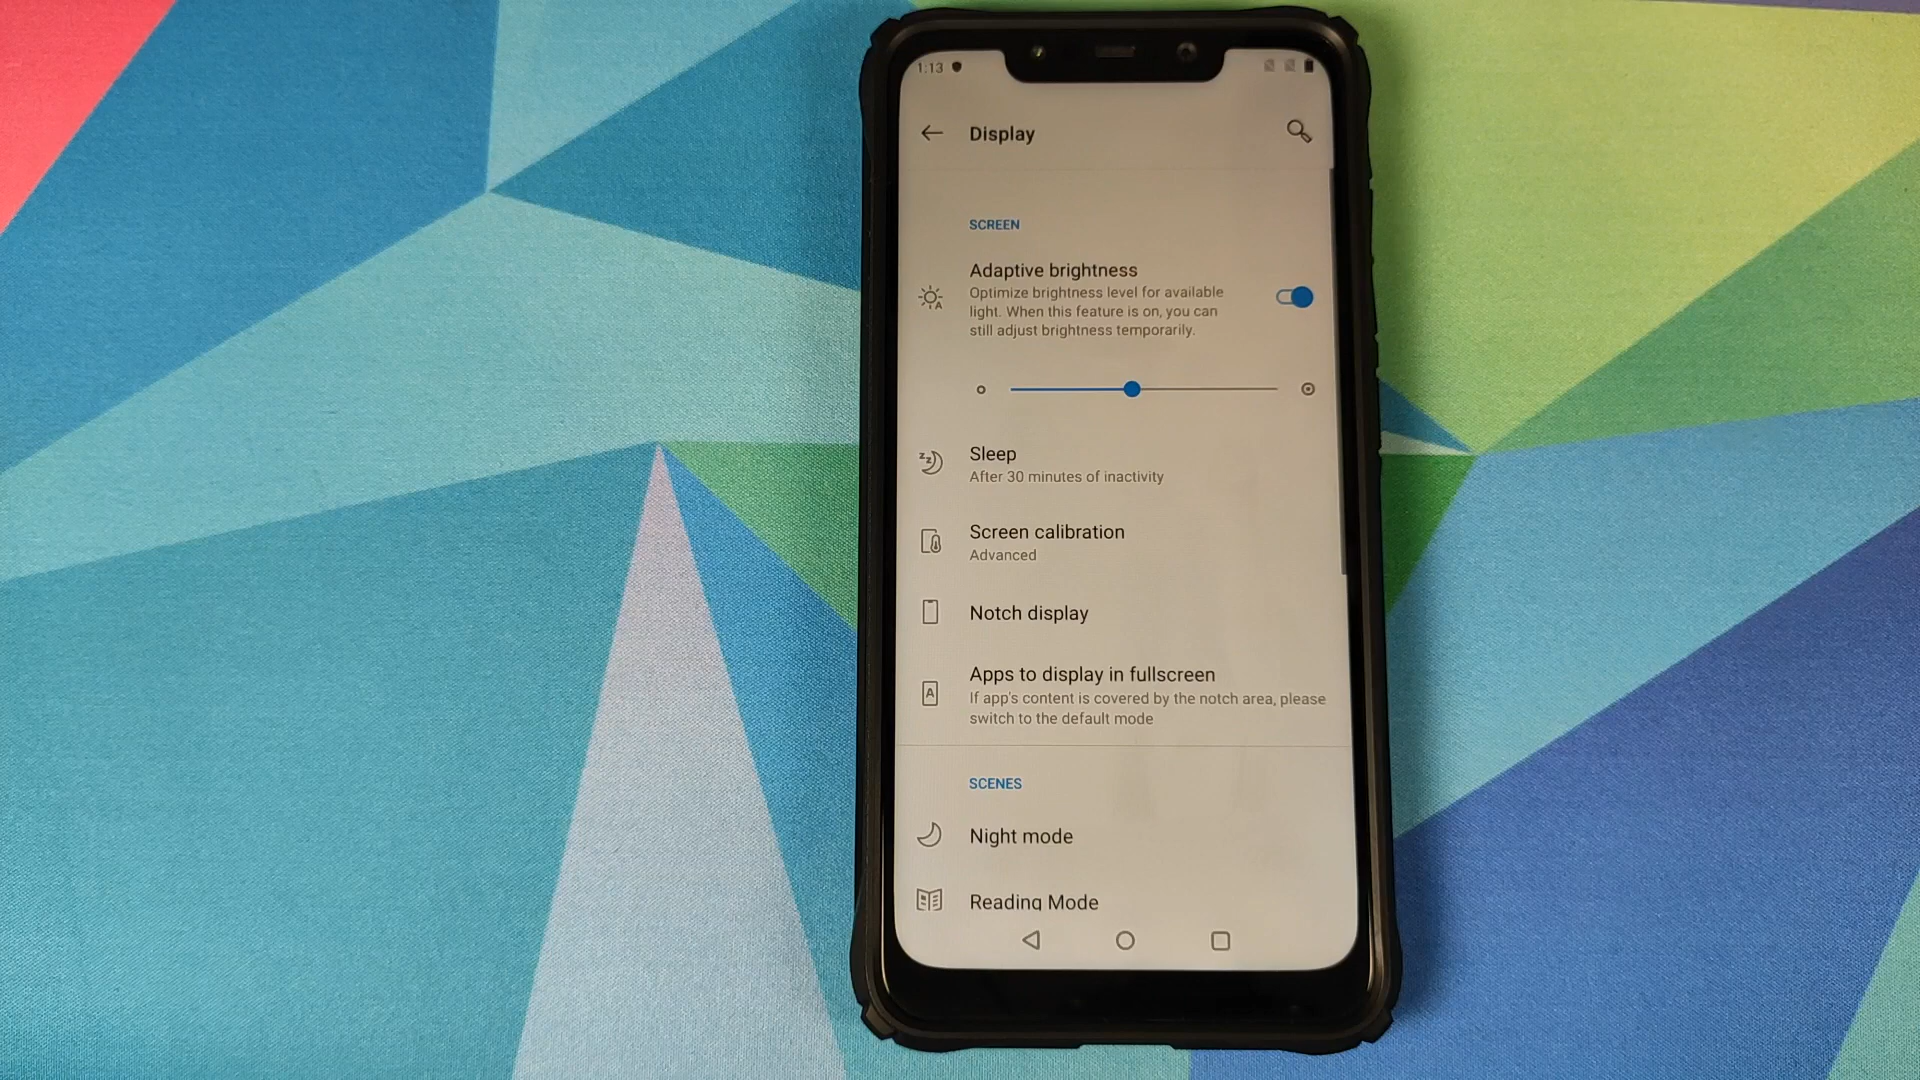 1:13
Display
SCREEN
Adaptive brightness
Optimize brightness level for available
light. When this feature is on, you can
still adjust brightness temporarily.
Sleep
After 30 minutes of inactivity
Screen calibration
Advanced
Notch display
Apps to display in fullscreen
If app's content is covered by the notch area, please
switch to the default mode
SCENES
Night mode
Reading Mode